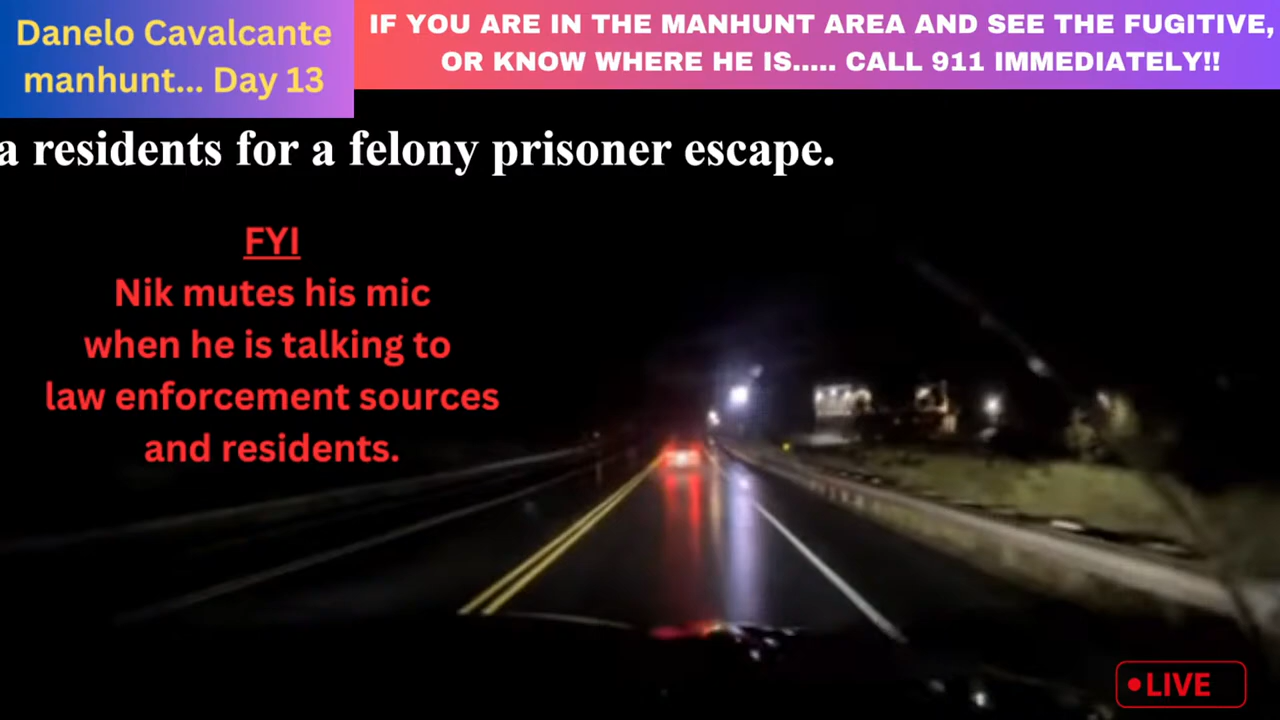 Danelo Cavalcante
manhunt... Day 13
IF YOU ARE IN THE MANHUNT AREA AND SEE THE FUGITIVE,
OR KNOW WHERE HE IS..... CALL 911 IMMEDIATELY!!
a residents for a felony prisoner escape.
FYI
Nik mutes his mic
when he is talking to
law enforcement sources
and residents.
LIVE